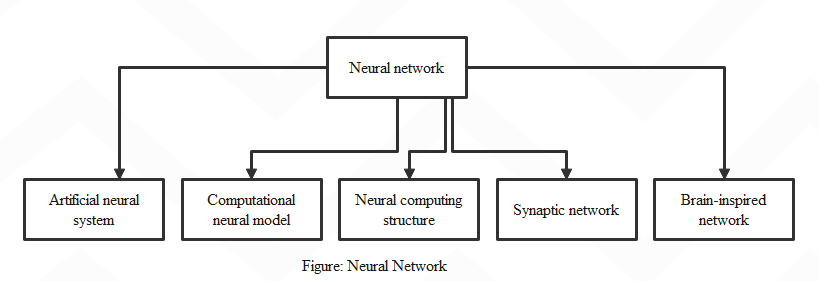 Neural network
Artificial neural
system
Computational
neural model
Neural computing
structure
Synaptic network
Brain-inspired
network
Figure: Neural Network